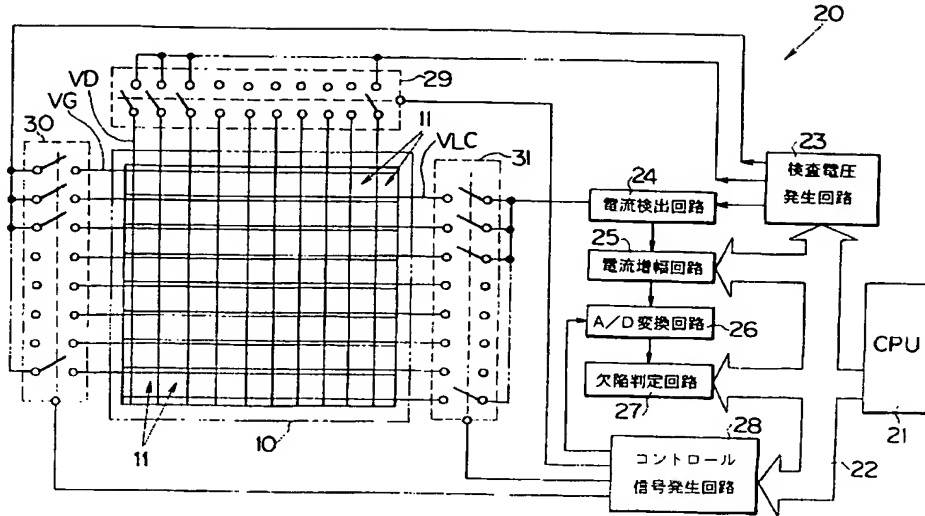 20
VD
29
VG
30
11
VLC
31
23
検査電圧
発生回路
24
電流検出回路
25
電流増幅回路
A/D変換回路
26
欠陥判定回路
27
CPU
21
22
28
コントロール
信号発生回路
11
10